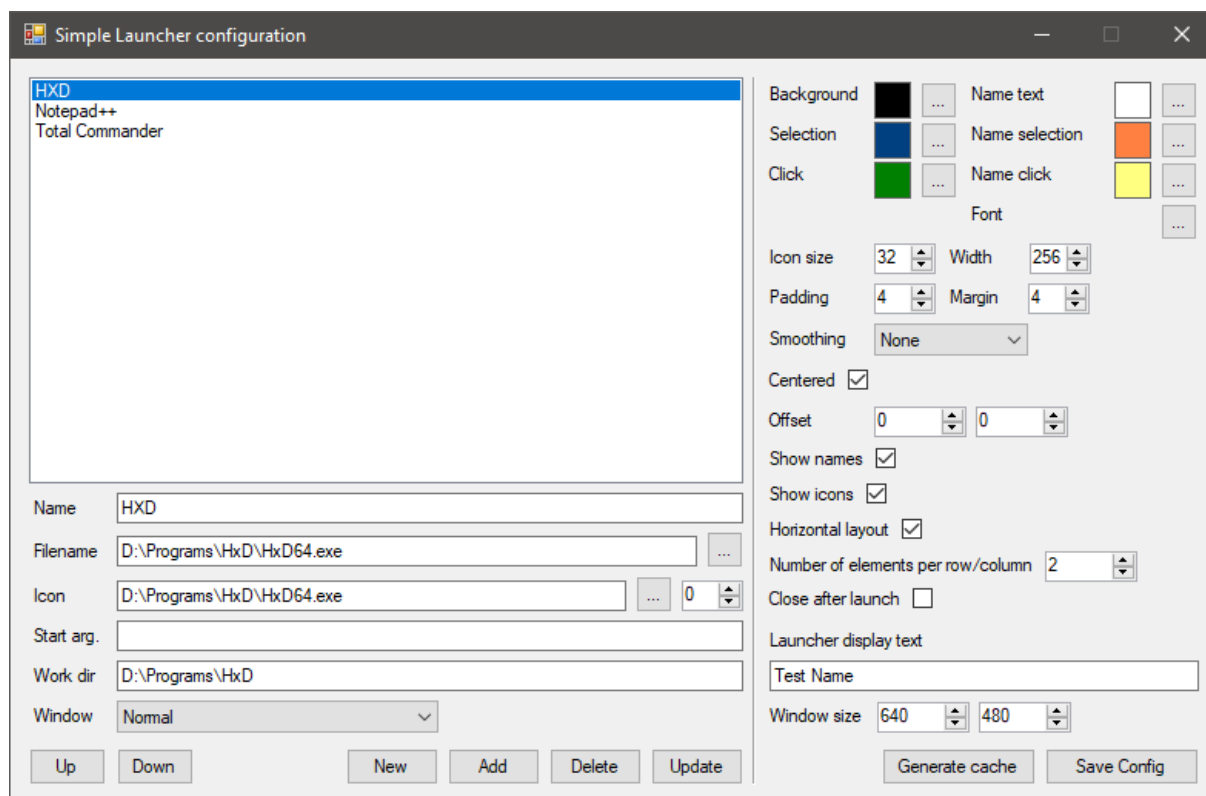 Simple Launcher configuration
HXD
Notepad++
Total Commander
Name HXD
Filename D:\Programs\HxD\HxD64.exe ...
Icon D:\Programs\HxD\HxD64.exe ... 0
Start arg.
Work dir D:\Programs\HxD
Window Normal
Up Down New Add Delete Update
Background ... Name text ...
Selection ... Name selection ...
Click ... Name click ...
Font ...
Icon size 32 Width 256
Padding 4 Margin 4
Smoothing None
Centered
Offset 0 0
Show names
Show icons
Horizontal layout
Number of elements per row/column 2
Close after launch
Launcher display text
Test Name
Window size 640 480
Generate cache Save Config